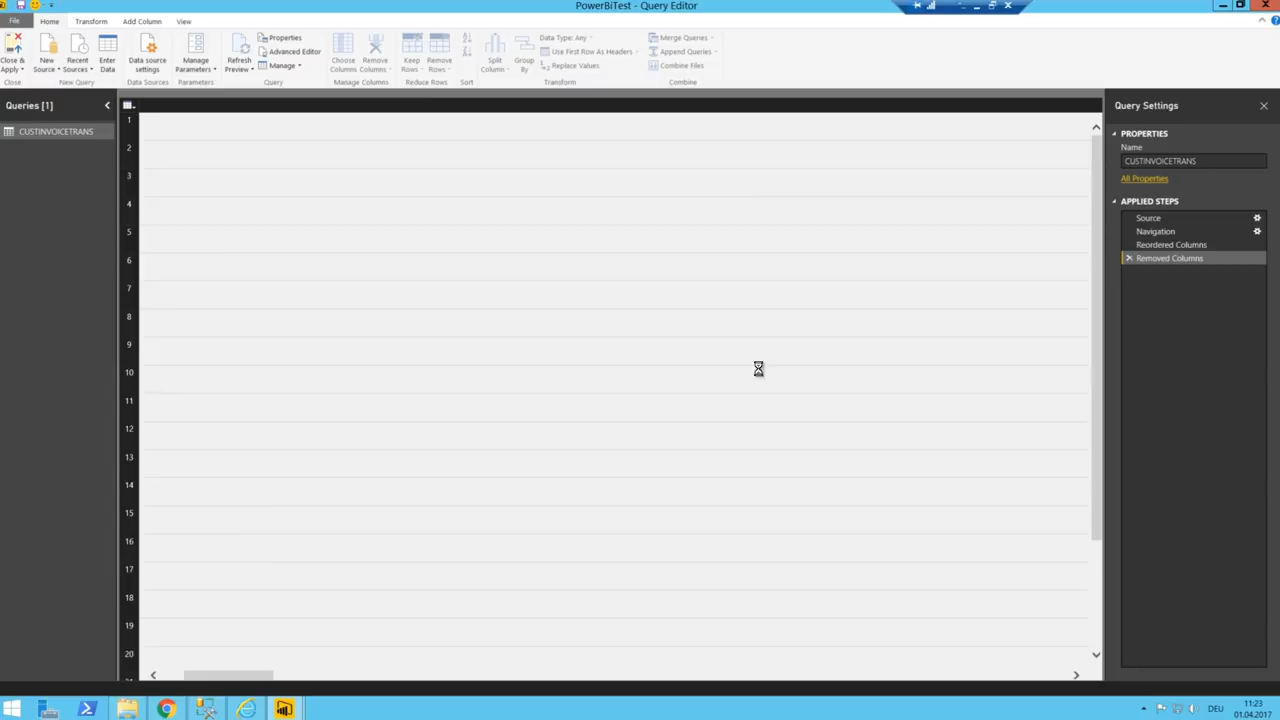 PowerBiTest - Query Editor
File Home Transform Add Column View
Close & Apply
New Source
Recent Sources
Enter Data
Data source settings
Manage Parameters
Refresh Preview
Properties
Advanced Editor
Manage
Choose Columns
Remove Columns
Keep Rows
Remove Rows
Split Column
Group By
Data Type: Any
Use First Row As Headers
Replace Values
Merge Queries
Append Queries
Combine Files
Close New Query Data Sources Parameters Query Manage Columns Reduce Rows Sort Transform Combine
Queries [1]
CUSTINVOICETRANS
1
2
3
4
5
6
7
8
9
10
11
12
13
14
15
16
17
18
19
20
Query Settings
PROPERTIES
Name
CUSTINVOICETRANS
All Properties
APPLIED STEPS
Source
Navigation
Reordered Columns
Removed Columns
DEU
11:23
01.04.2017